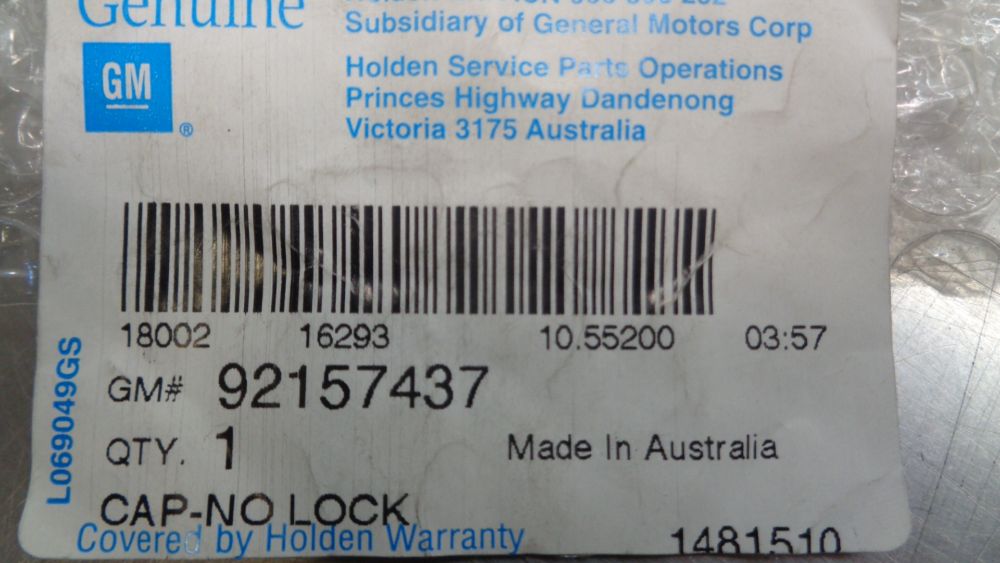 Genuine
Subsidiary of General Motors Corp
GM
®
Holden Service Parts Operations
Princes Highway Dandenong
Victoria 3175 Australia
18002 16293 10.55200 03:57
GM# 92157437
QTY. 1 Made In Australia
CAP-NO LOCK
Covered by Holden Warranty 1481510
L069049GS